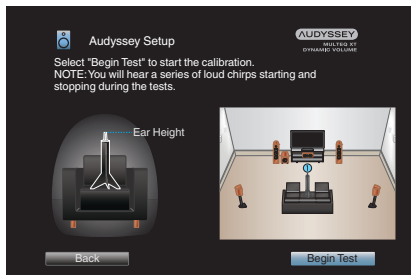 Audyssey Setup
AUDYSSEY
MULTEQ XT
DYNAMIC VOLUME
Select "Begin Test" to start the calibration.
NOTE: You will hear a series of loud chirps starting and
stopping during the tests.
Ear Height
Back
Begin Test